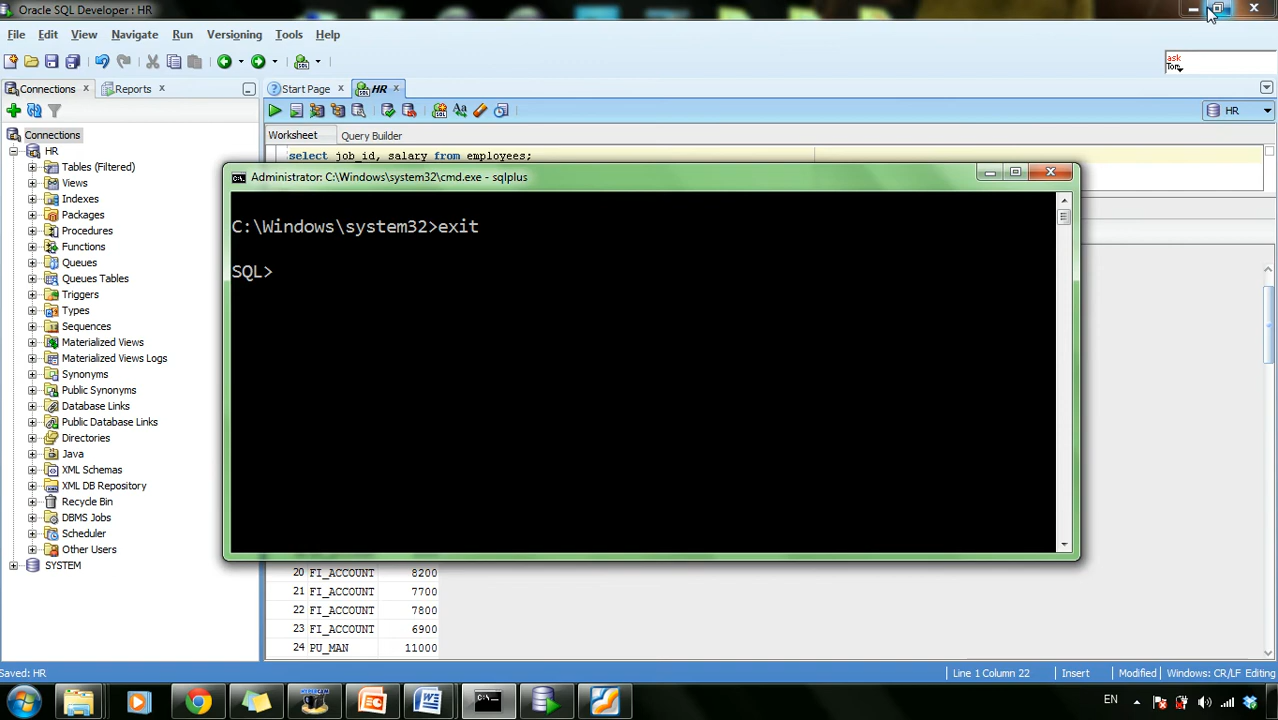 Oracle SQL Developer : HR
File Edit View Navigate Run Versioning Tools Help
ask
Tom
Connections Reports Start Page HR
HR
Worksheet Query Builder
Connections
select job_id, salary from employees;
HR
Tables (Filtered)
Views
Indexes
Packages
Procedures
Functions
Queues
Queues Tables
Triggers
Types
Sequences
Materialized Views
Materialized Views Logs
Synonyms
Public Synonyms
Database Links
Public Database Links
Directories
Java
XML Schemas
XML DB Repository
Recycle Bin
DBMS Jobs
Scheduler
Other Users
SYSTEM
Administrator: C:\Windows\system32\cmd.exe - sqlplus
C:\Windows\system32>exit
SQL>
20 FI_ACCOUNT 8200
21 FI_ACCOUNT 7700
22 FI_ACCOUNT 7800
23 FI_ACCOUNT 6900
24 PU_MAN 11000
Saved: HR Line 1 Column 22 Insert Modified Windows: CR/LF Editing
EN